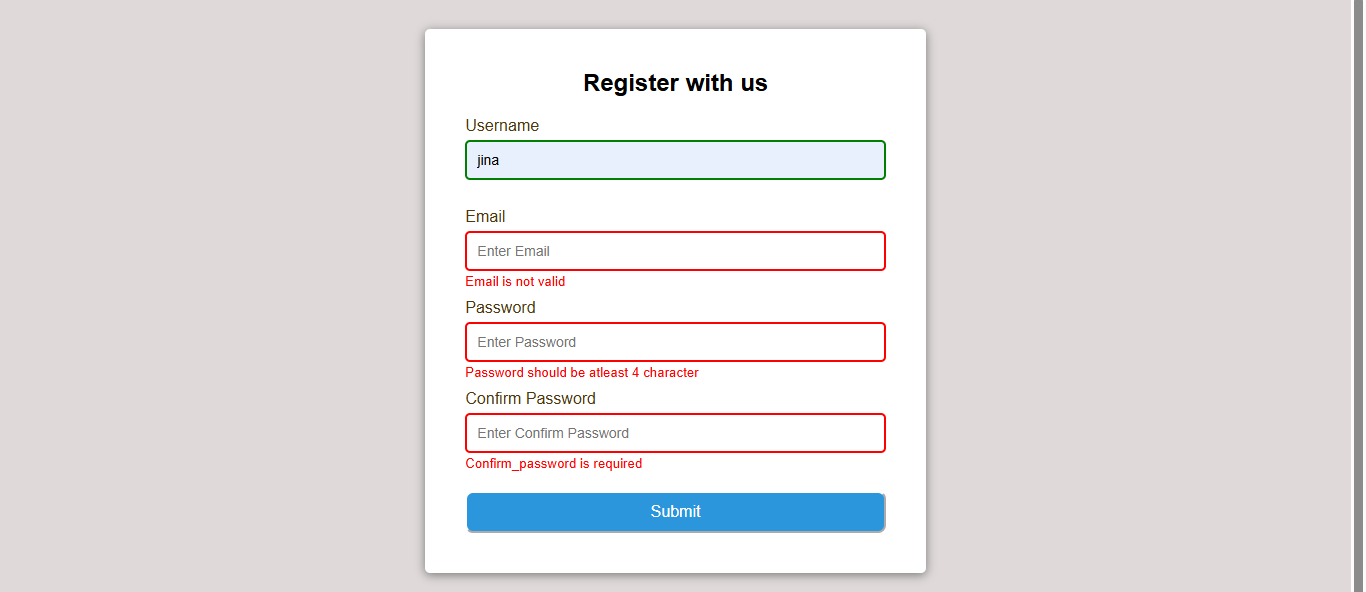 Register with us
Username
jina
Email
Enter Email
Email is not valid
Password
Enter Password
Password should be atleast 4 character
Confirm Password
Enter Confirm Password
Confirm_password is required
Submit